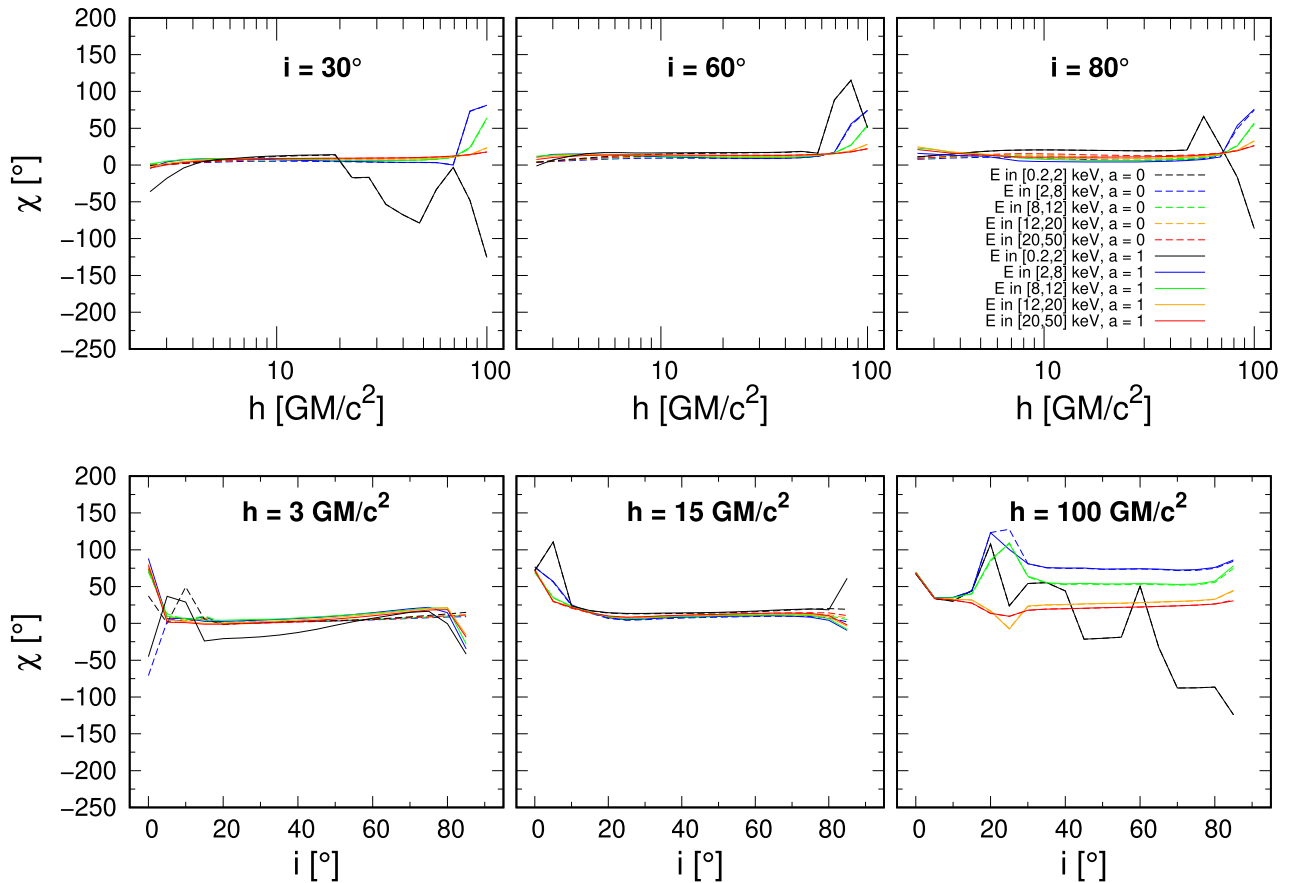 200
150
100
50
0
−50
−100
−150
−200
−250
χ [°]
i = 30°
10
100
h [GM/c²]
i = 60°
10
100
h [GM/c²]
i = 80°
E in [0.2,2] keV, a = 0
E in [2,8] keV, a = 0
E in [8,12] keV, a = 0
E in [12,20] keV, a = 0
E in [20,50] keV, a = 0
E in [0.2,2] keV, a = 1
E in [2,8] keV, a = 1
E in [8,12] keV, a = 1
E in [12,20] keV, a = 1
E in [20,50] keV, a = 1
10
100
h [GM/c²]
200
150
100
50
0
−50
−100
−150
−200
−250
χ [°]
h = 3 GM/c²
0 20 40 60 80
i [°]
h = 15 GM/c²
0 20 40 60 80
i [°]
h = 100 GM/c²
0 20 40 60 80
i [°]